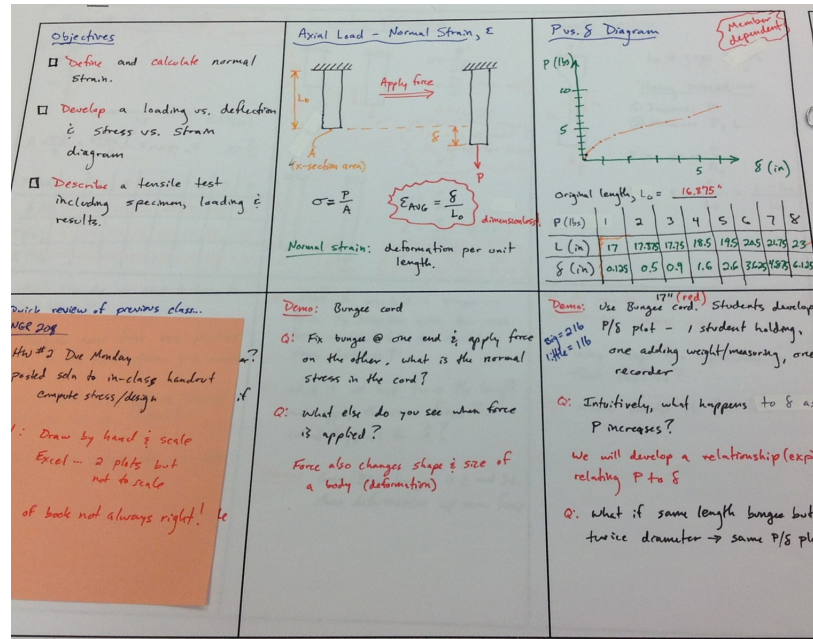 Objectives
Define and calculate normal
strain.
Develop a loading vs. deflection
& stress vs. strain
diagram
Describe a tensile test
including specimen, loading &
results.
Axial Load - Normal Strain, ε
Apply force
L₀
δ
A
(x-section area)
P
σ = P/A
ε AVG = δ/L₀
dimensionless
Normal strain: deformation per unit
length.
P vs. δ Diagram
Member
dependent
P (lbs)
10
5
5
δ (in)
Original length, L₀ = 16.875"
P (lbs) 1 2 3 4 5 6 7 8
L (in) 17 17.375 17.75 18.5 19.5 20.5 21.75 23
δ (in) 0.125 0.5 0.9 1.6 2.6 3.625 4.875 6.125
Quick review of previous class...
HW #2 Due Monday
posted soln to in-class handout
compute stress/design
: Draw by hand & scale
Excel -- 2 plots but
not to scale
of book not always right!
?
if
Demo: Bungee cord
Q: Fix bungee @ one end & apply force
on the other, what is the normal
stress in the cord?
Q: What else do you see when force
is applied?
Force also changes shape & size of
a body (deformation)
17" (red)
Demo: Use Bungee cord. Students develop
Big = 2 lb
little = 1 lb
P/δ plot - 1 student holding,
one adding weight/measuring, one
recorder
Q: Intuitively, what happens to δ as
P increases?
We will develop a relationship (exp
relating P to δ
Q: What if same length bungee but
twice diameter → same P/δ pl